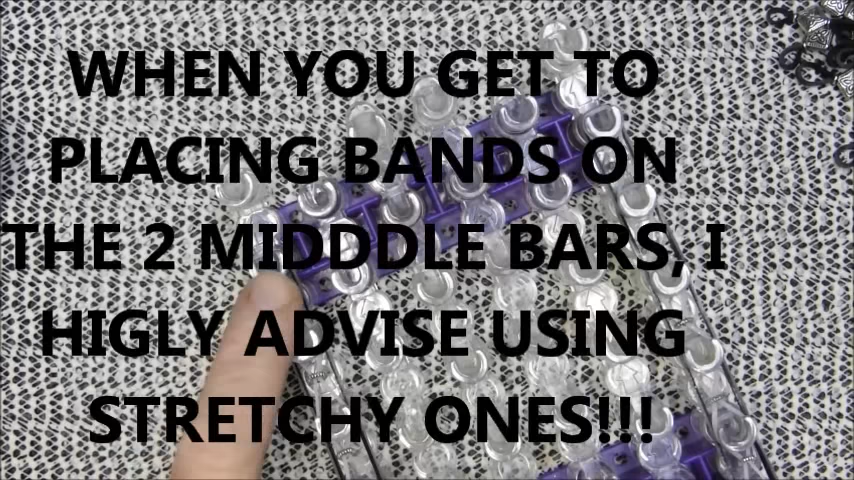 WHEN YOU GET TO
PLACING BANDS ON
THE 2 MIDDDLE BARS, I
HIGLY ADVISE USING
STRETCHY ONES!!!